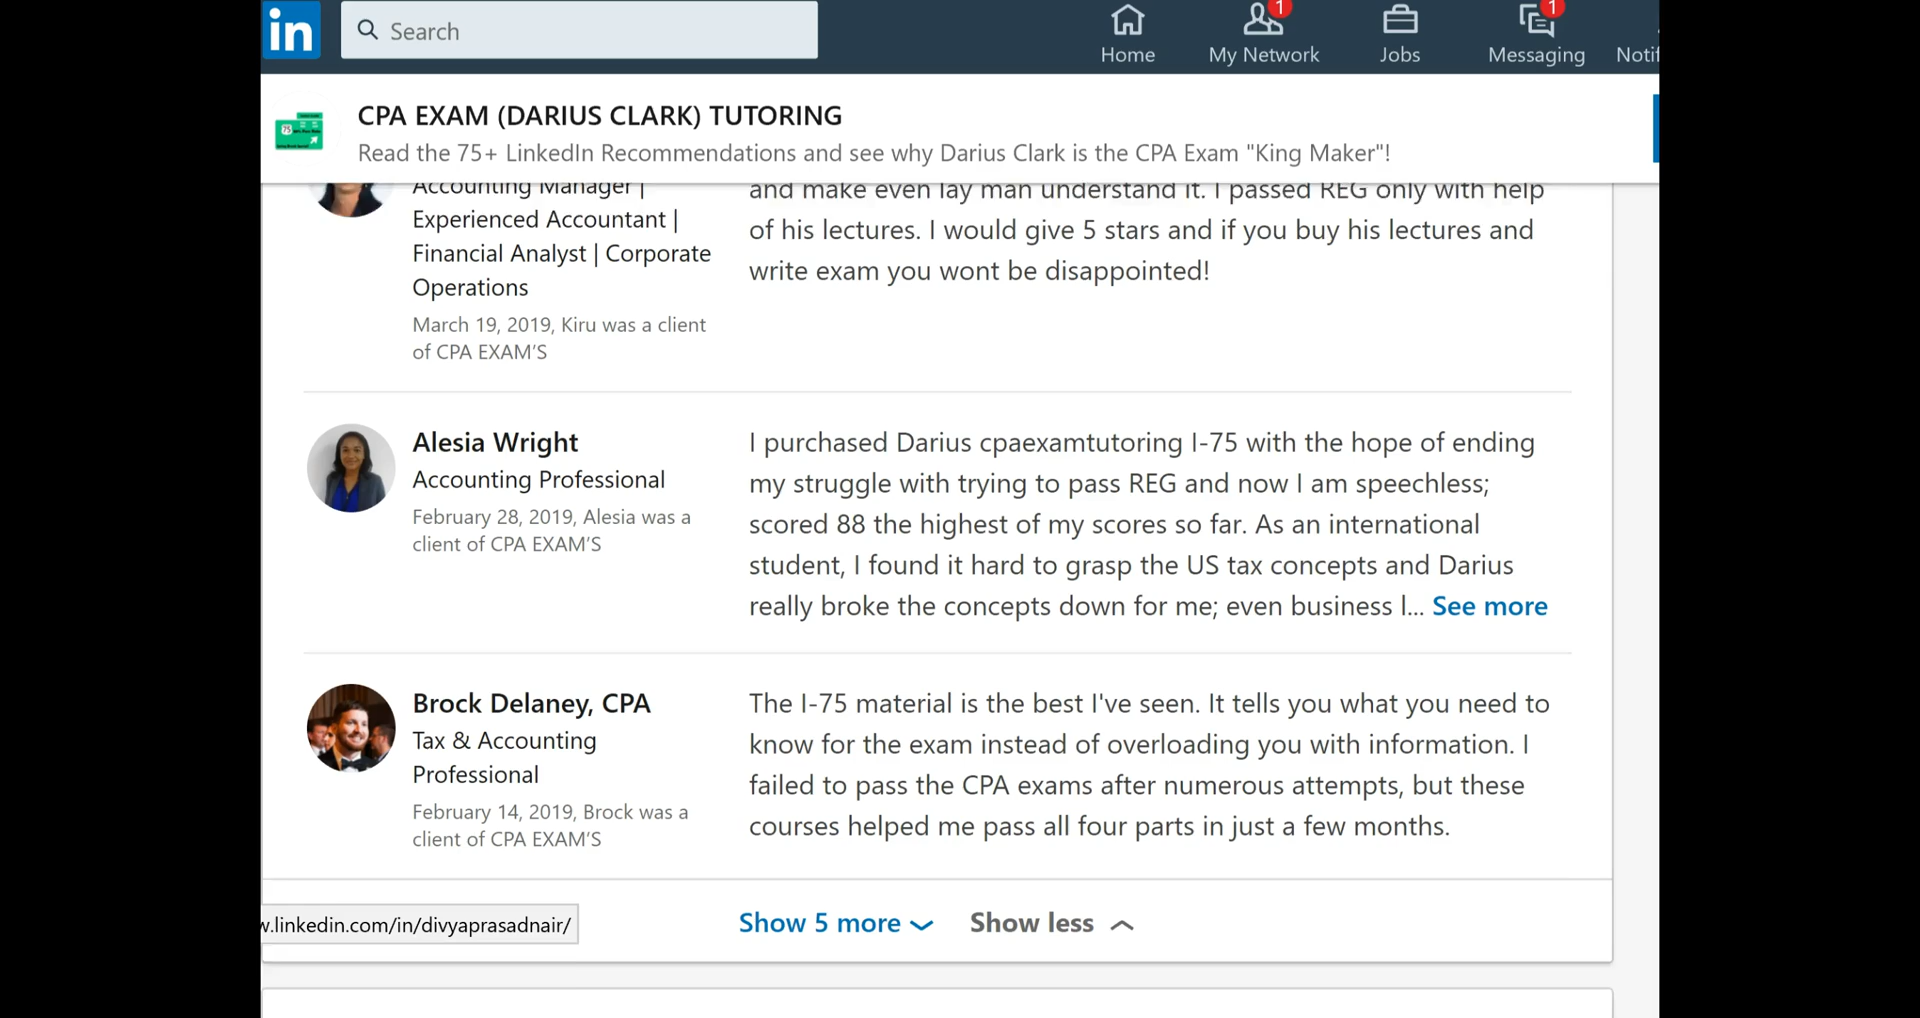 in
Search
1
1
Home
My Network
Jobs
Messaging
Notif
CPA EXAM (DARIUS CLARK) TUTORING
Read the 75+ LinkedIn Recommendations and see why Darius Clark is the CPA Exam "King Maker"!
75
Accounting Manager |
Experienced Accountant |
Financial Analyst | Corporate
Operations
March 19, 2019, Kiru was a client
of CPA EXAM’S
and make even lay man understand it. I passed REG only with help
of his lectures. I would give 5 stars and if you buy his lectures and
write exam you wont be disappointed!
Alesia Wright
Accounting Professional
February 28, 2019, Alesia was a
client of CPA EXAM’S
I purchased Darius cpaexamtutoring I-75 with the hope of ending
my struggle with trying to pass REG and now I am speechless;
scored 88 the highest of my scores so far. As an international
student, I found it hard to grasp the US tax concepts and Darius
really broke the concepts down for me; even business l... See more
Brock Delaney, CPA
Tax & Accounting
Professional
February 14, 2019, Brock was a
client of CPA EXAM’S
The I-75 material is the best I've seen. It tells you what you need to
know for the exam instead of overloading you with information. I
failed to pass the CPA exams after numerous attempts, but these
courses helped me pass all four parts in just a few months.
w.linkedin.com/in/divyaprasadnair/
Show 5 more
Show less